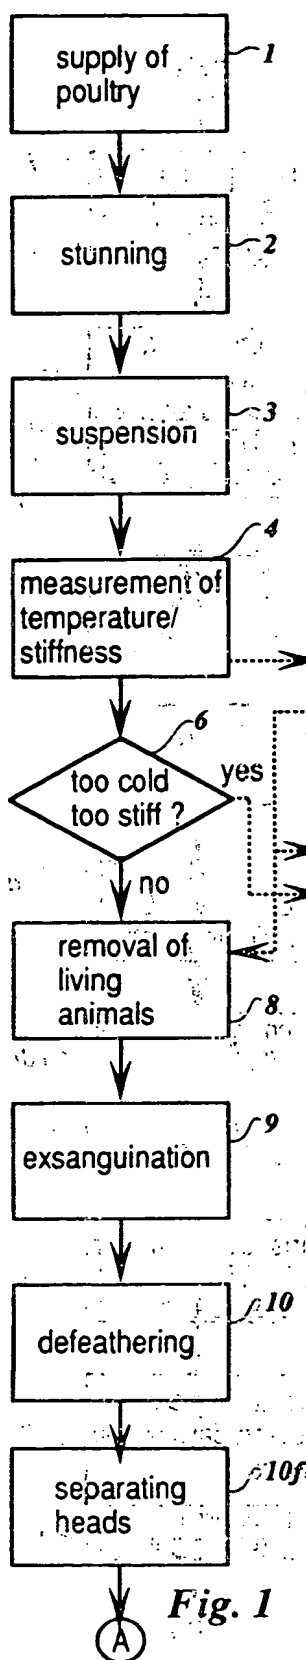 supply of
poultry
1
stunning
2
suspension
3
measurement of
temperature/
stiffness
4
too cold
too stiff ?
6
yes
no
removal of
living
animals
8
exsanguination
9
defeathering
10
separating
heads
10f
Fig. 1
A